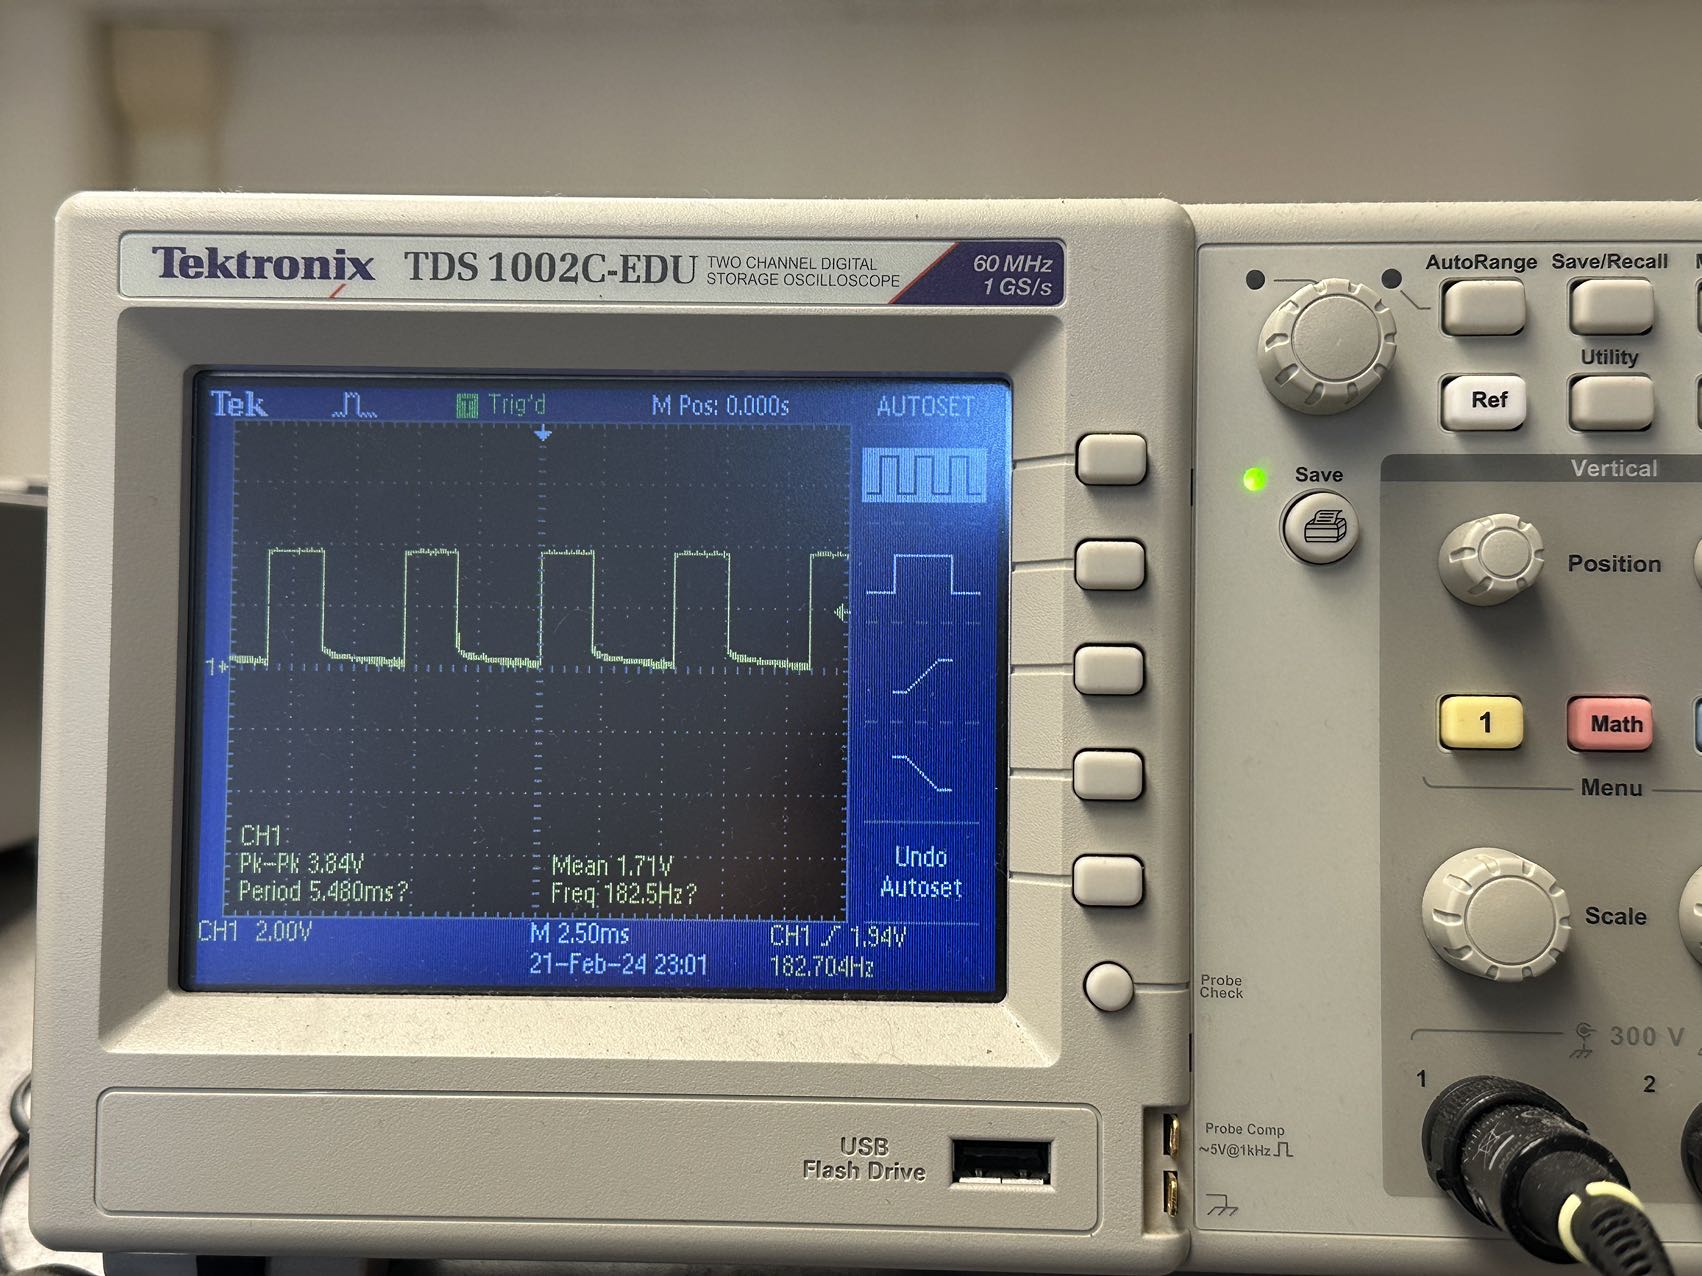 Tektronix TDS 1002C-EDU TWO CHANNEL DIGITAL STORAGE OSCILLOSCOPE 60 MHz 1 GS/s
Tek Trig'd M Pos: 0.000s AUTOSET
1
CH1
Pk-Pk 3.84V Mean 1.71V
Period 5.480ms? Freq 182.5Hz?
Undo
Autoset
CH1 2.00V M 2.50ms CH1 1.94V
21-Feb-24 23:01 182.704Hz
USB
Flash Drive
AutoRange Save/Recall
Utility
Ref
Save
Vertical
Position
1 Math
Menu
Scale
Probe
Check
300 V
1 2
Probe Comp
~5V@1kHz